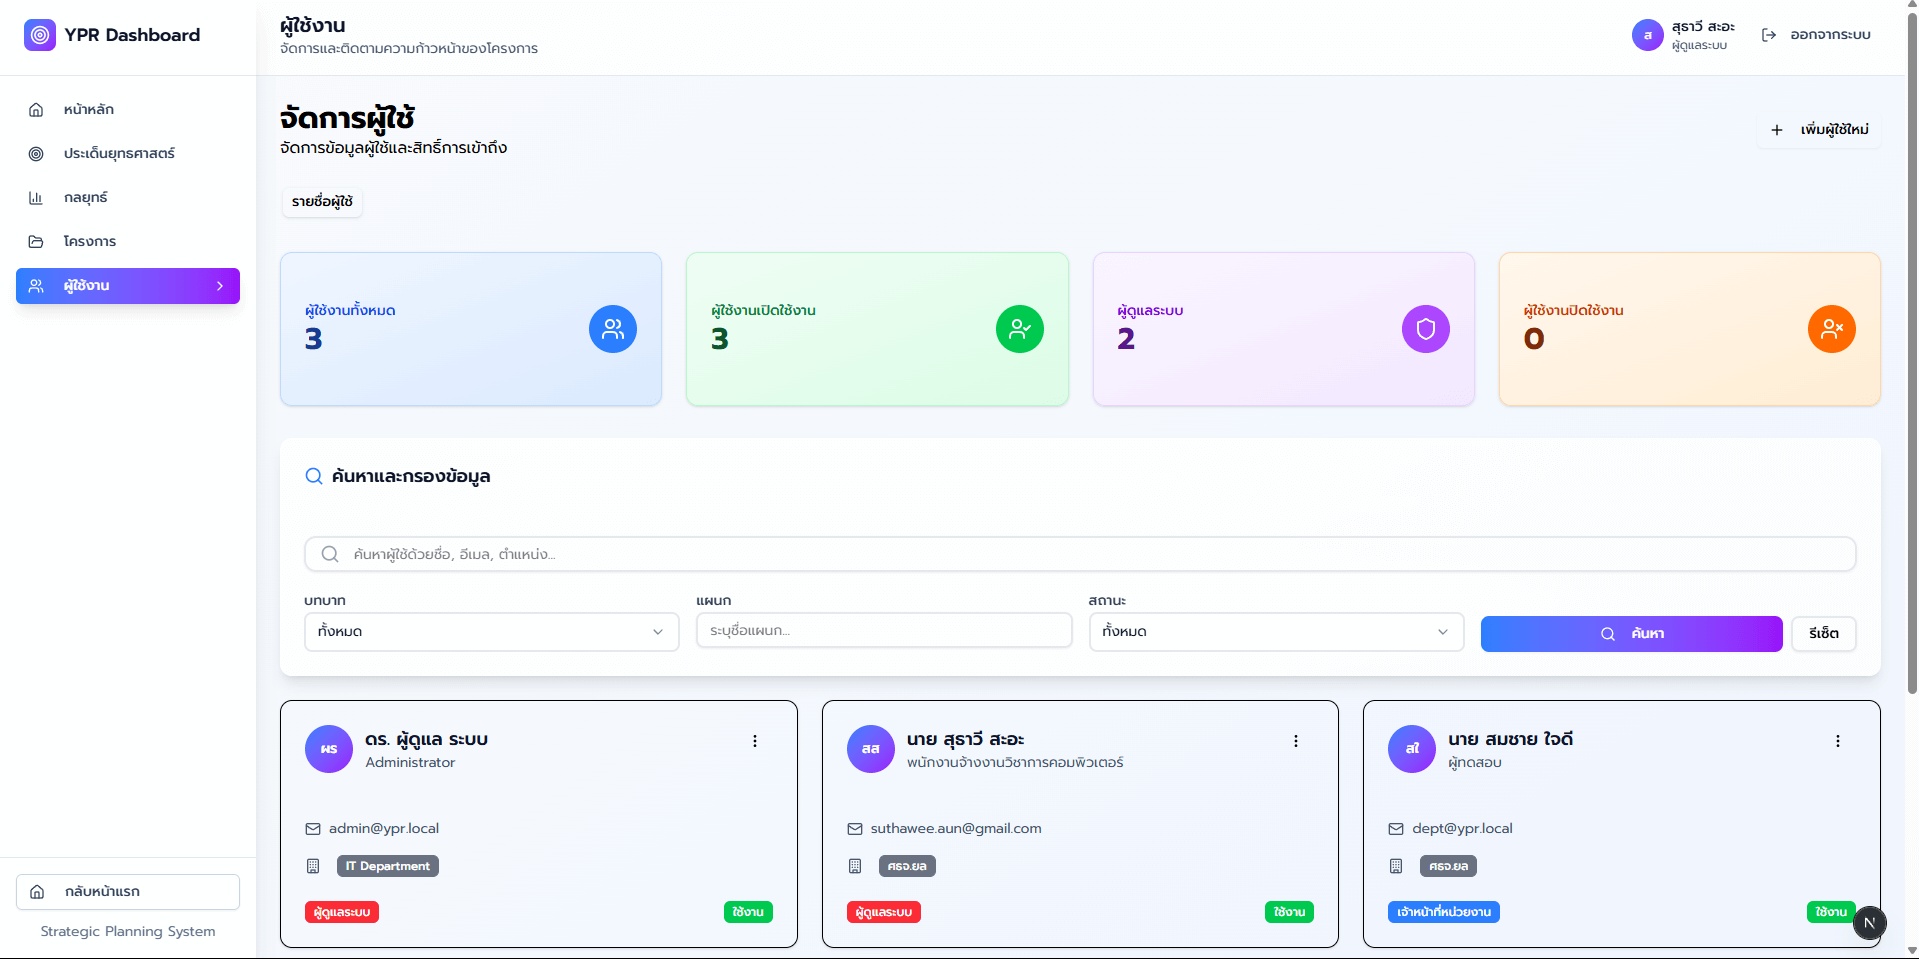 YPR Dashboard
ผู้ใช้งาน
จัดการและติดตามความก้าวหน้าของโครงการ
ส
สุธาวี สะอะ
ผู้ดูแลระบบ
ออกจากระบบ
หน้าหลัก
ประเด็นยุทธศาสตร์
กลยุทธ์
โครงการ
ผู้ใช้งาน
จัดการผู้ใช้
จัดการข้อมูลผู้ใช้และสิทธิ์การเข้าถึง
เพิ่มผู้ใช้ใหม่
รายชื่อผู้ใช้
ผู้ใช้งานทั้งหมด
3
ผู้ใช้งานเปิดใช้งาน
3
ผู้ดูแลระบบ
2
ผู้ใช้งานปิดใช้งาน
0
ค้นหาและกรองข้อมูล
ค้นหาผู้ใช้ด้วยชื่อ, อีเมล, ตำแหน่ง...
บทบาท
ทั้งหมด
แผนก
ระบุชื่อแผนก...
สถานะ
ทั้งหมด
ค้นหา
รีเซ็ต
ผร
ดร. ผู้ดูแล ระบบ
Administrator
admin@ypr.local
IT Department
ผู้ดูแลระบบ
ใช้งาน
สส
นาย สุธาวี สะอะ
พนักงานจ้างงานวิชาการคอมพิวเตอร์
suthawee.aun@gmail.com
ศธจ.ยล
ผู้ดูแลระบบ
ใช้งาน
สใ
นาย สมชาย ใจดี
ผู้ทดสอบ
dept@ypr.local
ศธจ.ยล
เจ้าหน้าที่หน่วยงาน
ใช้งาน
N
กลับหน้าแรก
Strategic Planning System